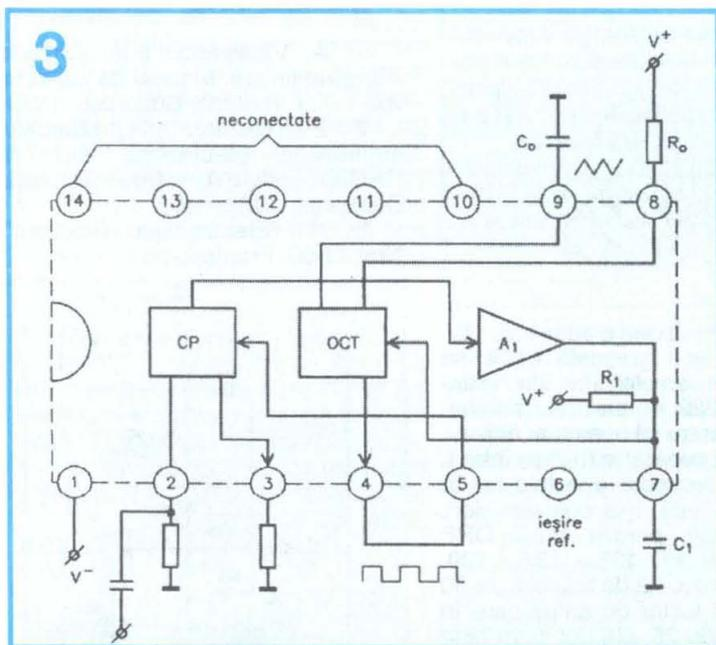 3
V⁺
neconectate
C₀
R₀
14 13 12 11 10 9 8
CP
OCT
A₁
R₁
V⁺
1 2 3 4 5 6 7
ieșire
ref.
C₁
V⁻